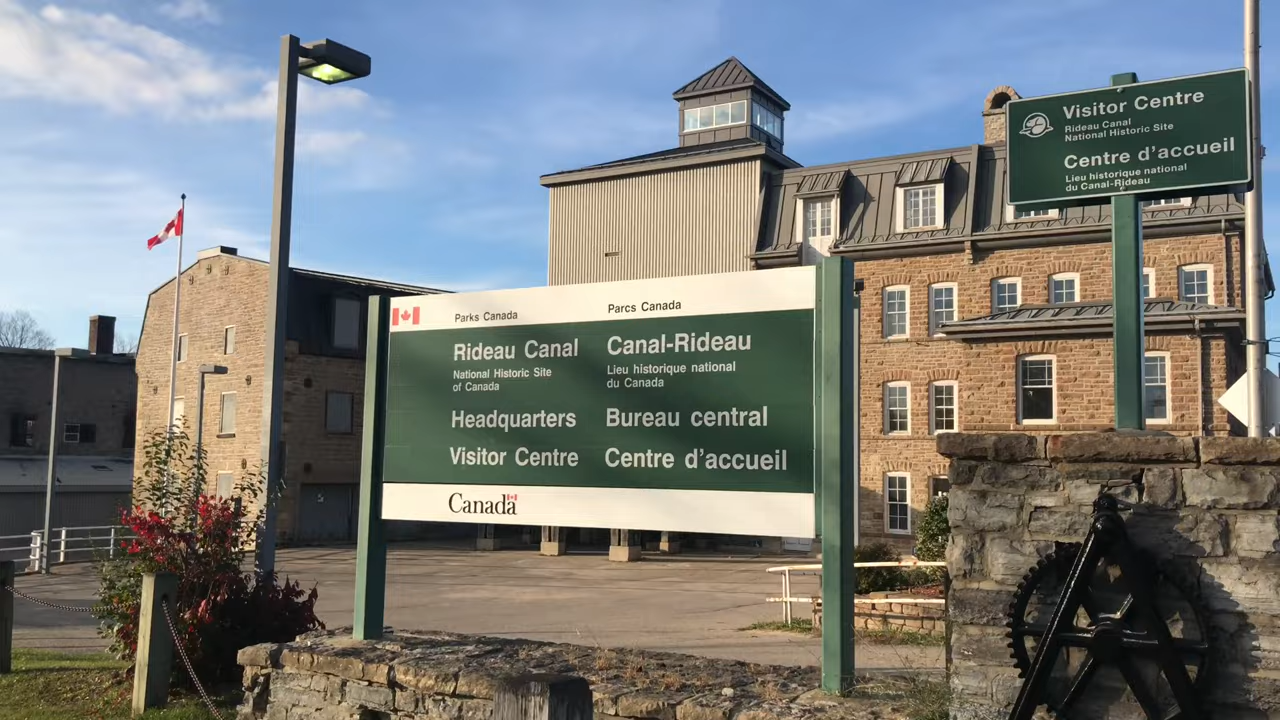 Parks Canada
Parcs Canada
Rideau Canal
National Historic Site
of Canada
Canal-Rideau
Lieu historique national
du Canada
Headquarters
Bureau central
Visitor Centre
Centre d'accueil
Canada
Visitor Centre
Rideau Canal
National Historic Site
Centre d'accueil
Lieu historique national
du Canal-Rideau